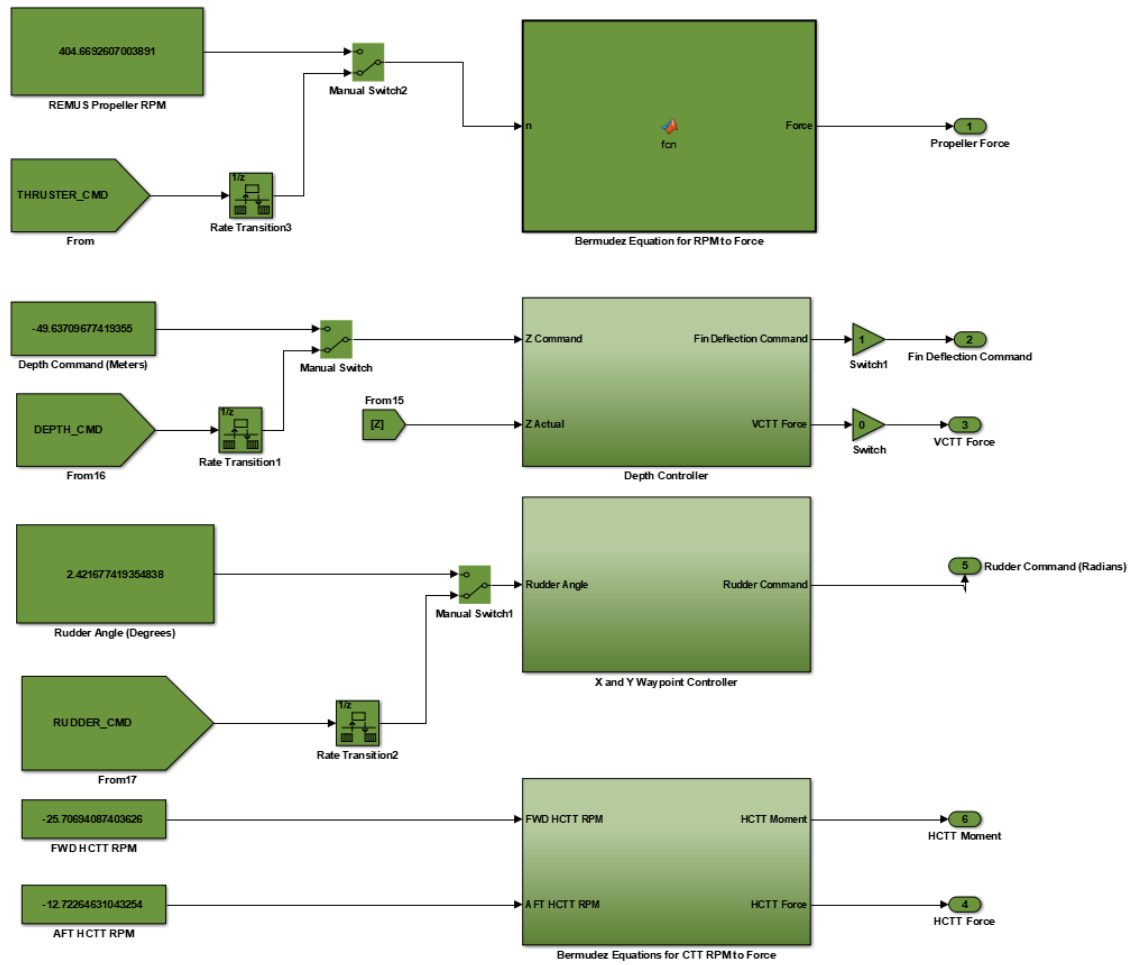 404.6692607003891
REMUS Propeller RPM
Manual Switch2
THRUSTER_CMD
From
1/z
Rate Transition3
n
fcn
Force
Bermudez Equation for RPM to Force
1
Propeller Force
-49.63709677419355
Depth Command (Meters)
Manual Switch
DEPTH_CMD
From16
1/z
Rate Transition1
From15
[Z]
Z Command
Fin Deflection Command
Z Actual
VCTT Force
Depth Controller
1
Switch1
2
Fin Deflection Command
0
Switch
3
VCTT Force
2.421677419354838
Rudder Angle (Degrees)
Manual Switch1
RUDDER_CMD
From17
1/z
Rate Transition2
Rudder Angle
Rudder Command
X and Y Waypoint Controller
5
Rudder Command (Radians)
-25.70694087403626
FWD HCTT RPM
-12.72264631043254
AFT HCTT RPM
FWD HCTT RPM
HCTT Moment
AFT HCTT RPM
HCTT Force
Bermudez Equations for CTT RPM to Force
6
HCTT Moment
4
HCTT Force